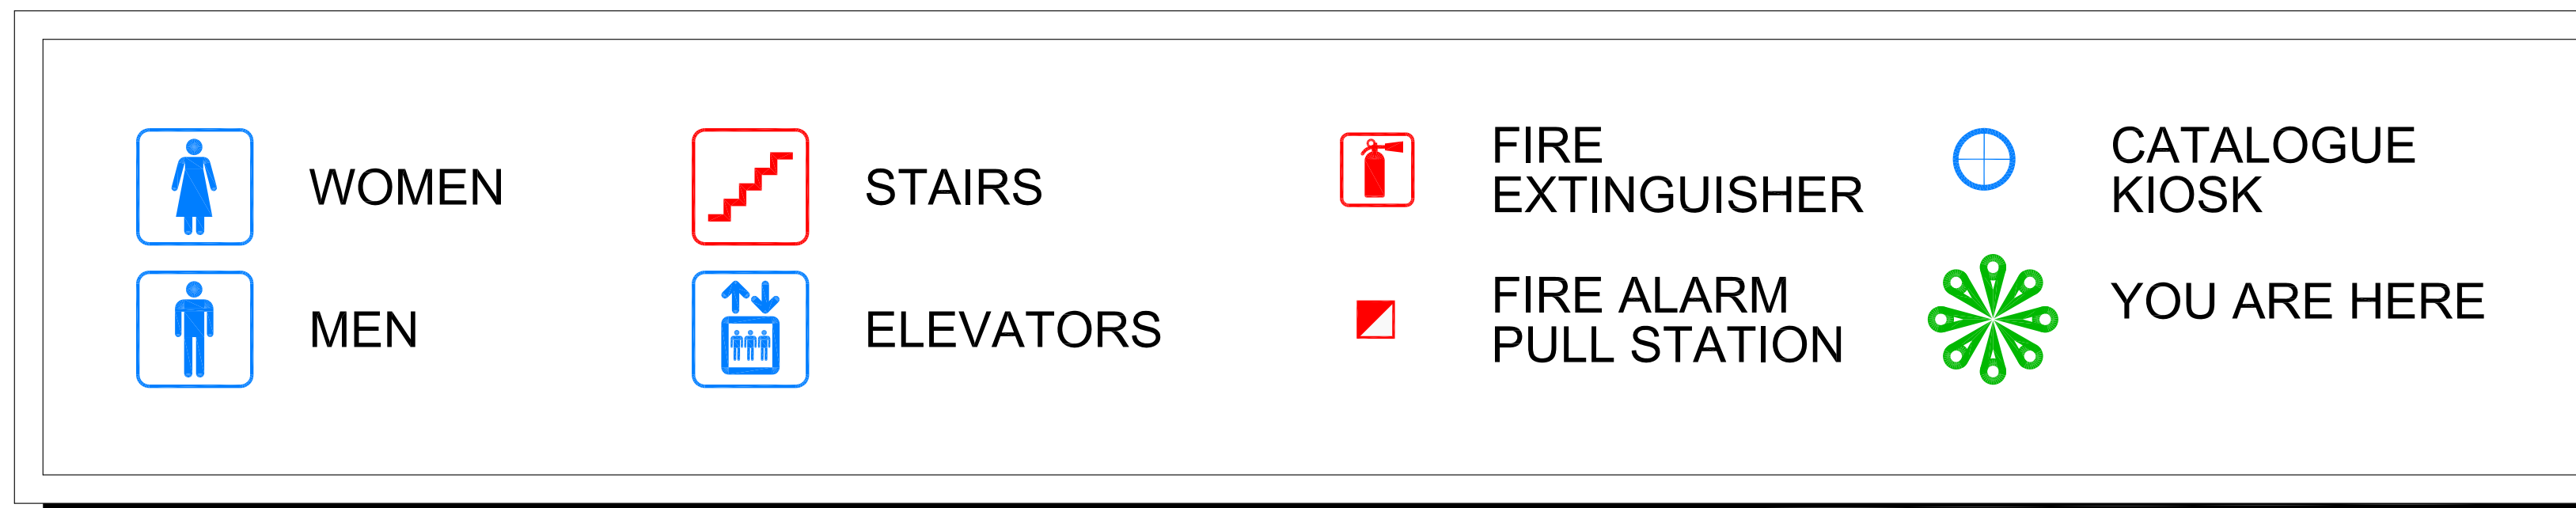 WOMEN
MEN
STAIRS
ELEVATORS
FIRE
EXTINGUISHER
FIRE ALARM
PULL STATION
CATALOGUE
KIOSK
YOU ARE HERE